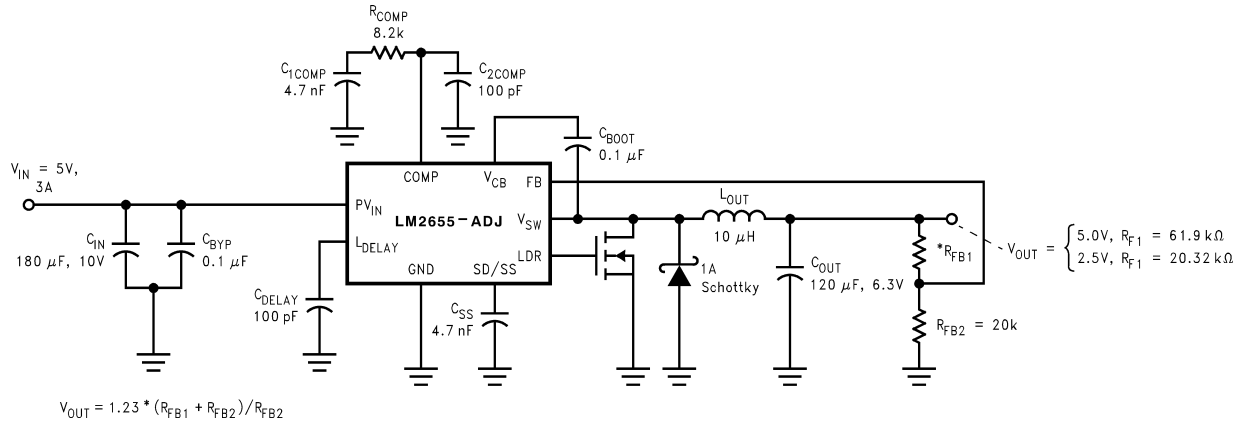 R_COMP
8.2k
C_1COMP
4.7 nF
C_2COMP
100 pF
C_BOOT
0.1 μF
V_IN = 5V,
3A
COMP
V_CB
FB
PV_IN
LM2655-ADJ
V_SW
L_DELAY
LDR
GND
SD/SS
C_IN
180 μF, 10V
C_BYP
0.1 μF
C_DELAY
100 pF
C_SS
4.7 nF
1A
Schottky
L_OUT
10 μH
C_OUT
120 μF, 6.3V
*R_FB1
R_FB2 = 20k
V_OUT = { 5.0V, R_F1 = 61.9 kΩ
2.5V, R_F1 = 20.32 kΩ
V_OUT = 1.23 * (R_FB1 + R_FB2)/R_FB2